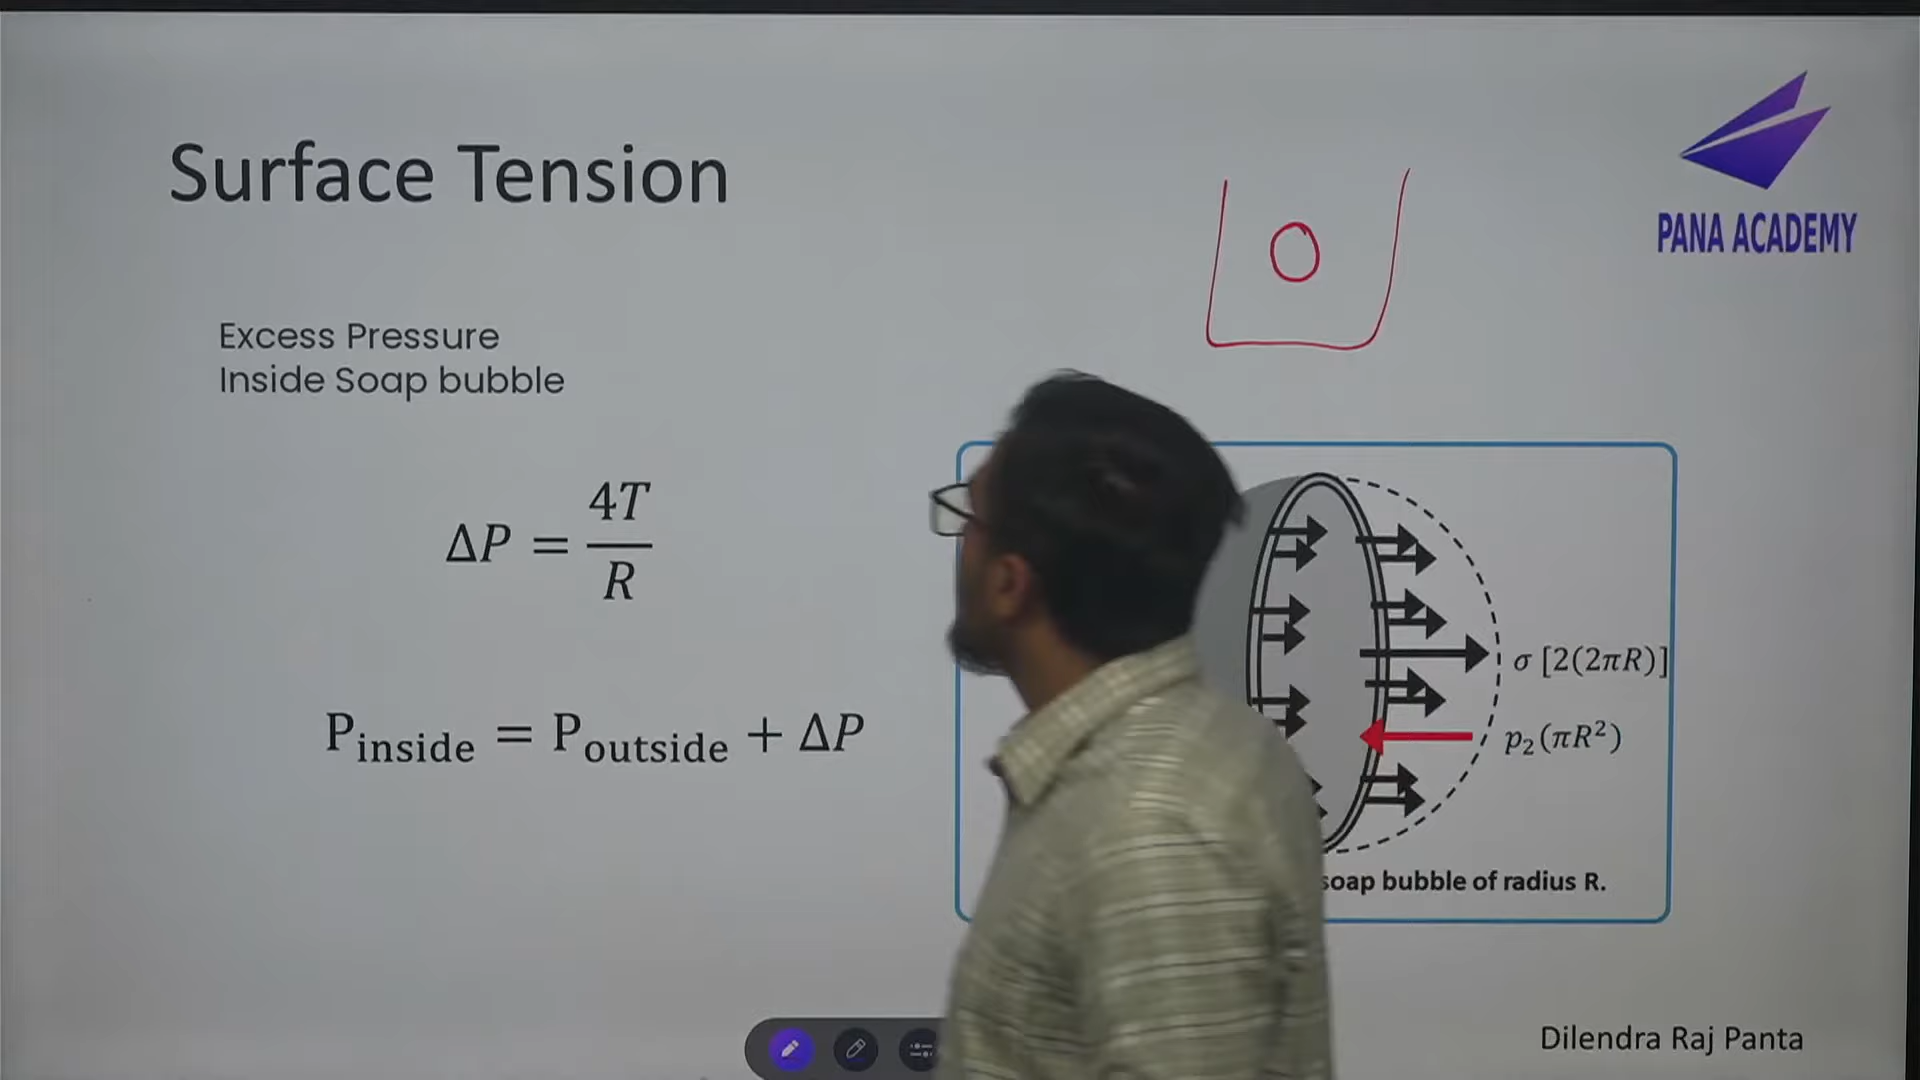 Surface Tension
PANA ACADEMY
Excess Pressure
Inside Soap bubble
ΔP = 4T/R
P_inside = P_outside + ΔP
σ [2(2πR)]
p₂(πR²)
soap bubble of radius R.
Dilendra Raj Panta